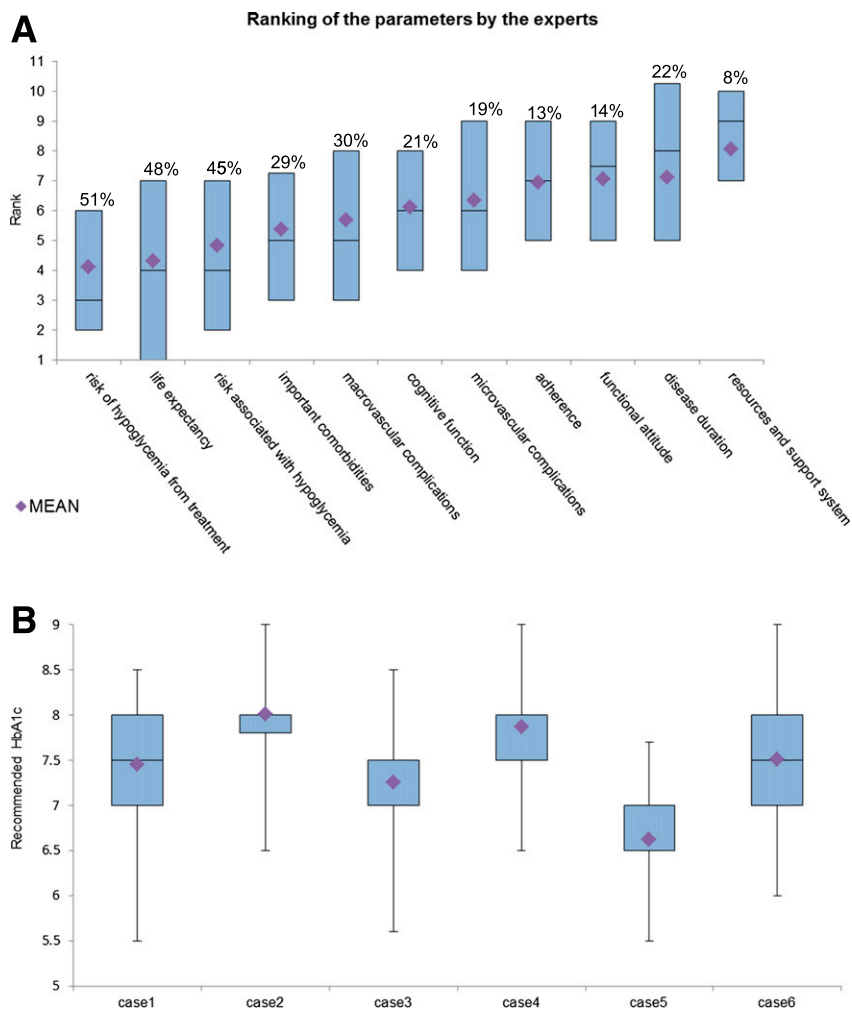 A
Ranking of the parameters by the experts
11
10
9
8
7
6
5
4
3
2
1
Rank
51%
48%
45%
29%
30%
21%
19%
13%
14%
22%
8%
risk of hypoglycemia from treatment
life expectancy
risk associated with hypoglycemia
important comorbidities
macrovascular complications
cognitive function
microvascular complications
adherence
functional attitude
disease duration
resources and support system
MEAN
B
9
8.5
8
7.5
7
6.5
6
5.5
5
Recommended HbA1c
case1
case2
case3
case4
case5
case6